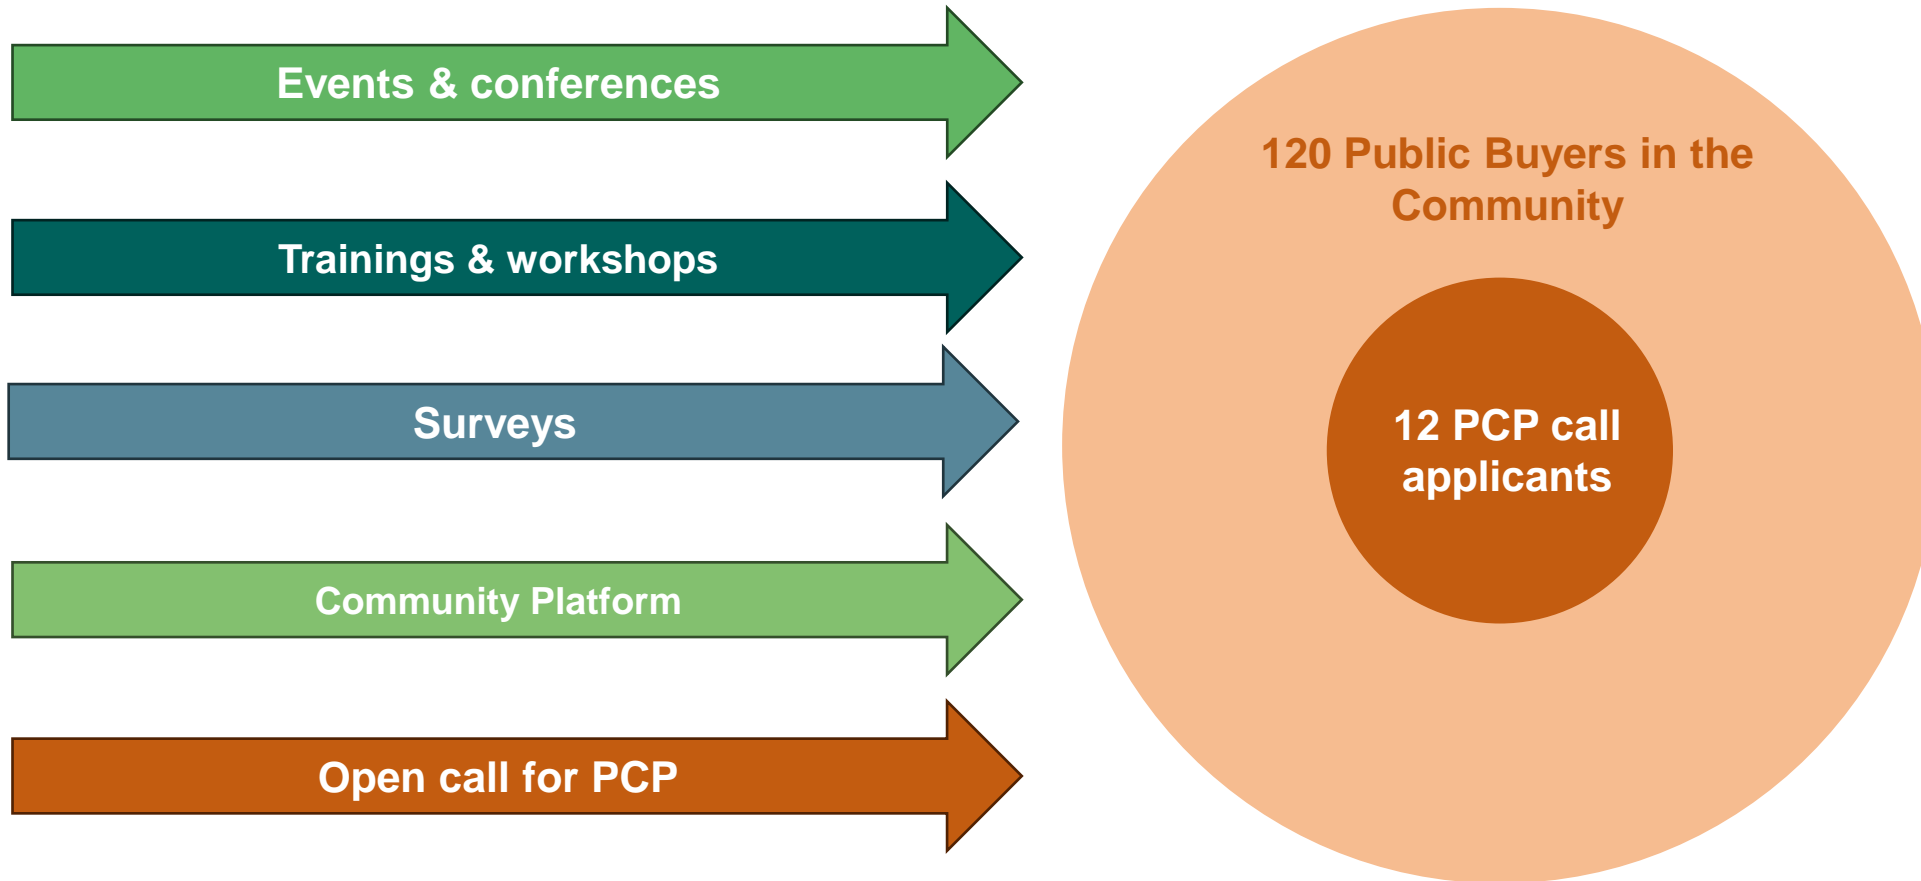 Events & conferences
Trainings & workshops
Surveys
Community Platform
Open call for PCP
120 Public Buyers in the
Community
12 PCP call
applicants